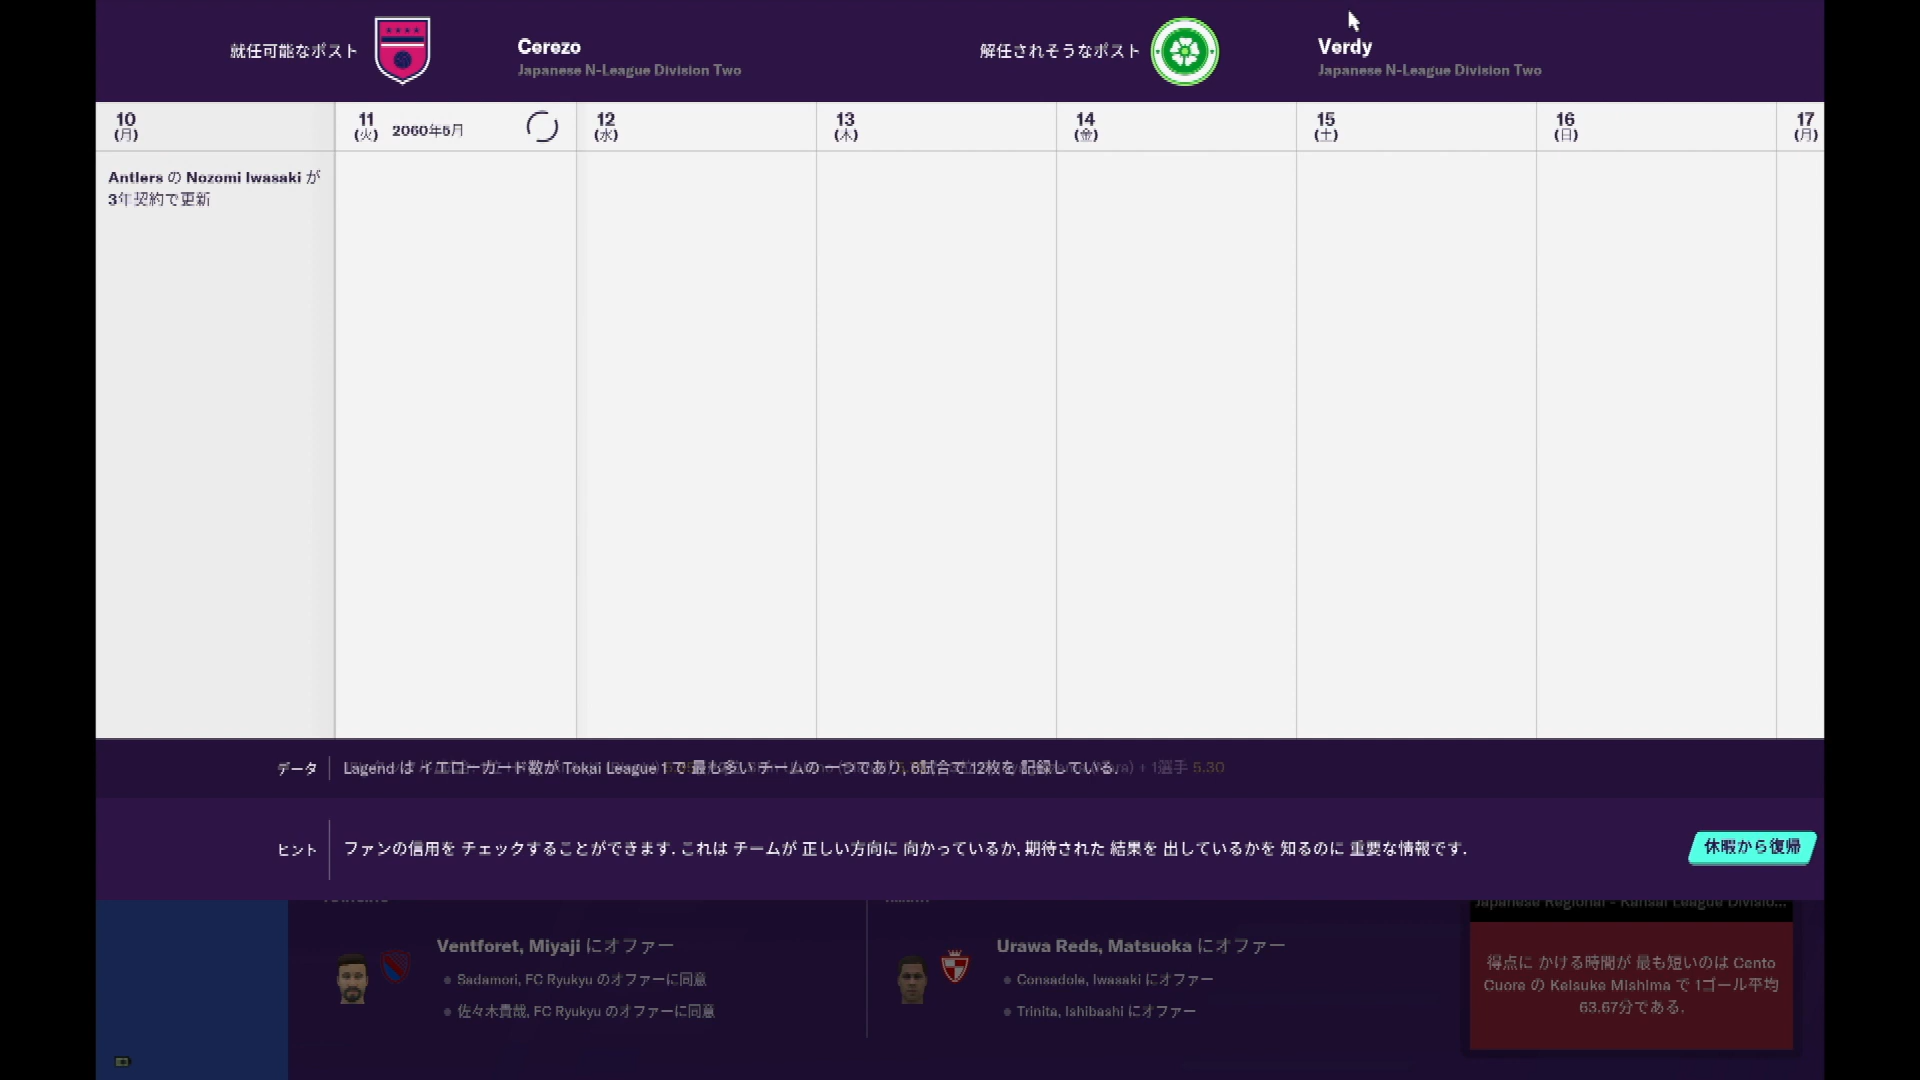 就任可能なポスト
Cerezo
Japanese N-League Division Two
解任されそうなポスト
Verdy
Japanese N-League Division Two
10
(月)
11
(火) 2060年5月
12
(水)
13
(木)
14
(金)
15
(土)
16
(日)
17
(月)
Antlers の Nozomi Iwasaki が
3年契約で更新
データ
Lagend は イエローカード数が Tokai League 1 で 最も多い チームの 一つであり, 6試合で 12枚を 記録している.
+ 1選手 5.30
ヒント
ファンの信用を チェックすることができます. これは チームが 正しい方向に 向かっているか, 期待された 結果を 出しているかを 知るのに 重要な情報です.
休暇から復帰
Japanese Regional - Kansai League Divisio...
Ventforet, Miyaji にオファー
Sadamori, FC Ryukyu のオファーに同意
佐々木貴哉, FC Ryukyu のオファーに同意
Urawa Reds, Matsuoka にオファー
Consadole, Iwasaki にオファー
Trinita, Ishibashi にオファー
得点に かける時間が 最も短いのは Cento
Cuore の Keisuke Mishima で 1ゴール平均
63.67分である.